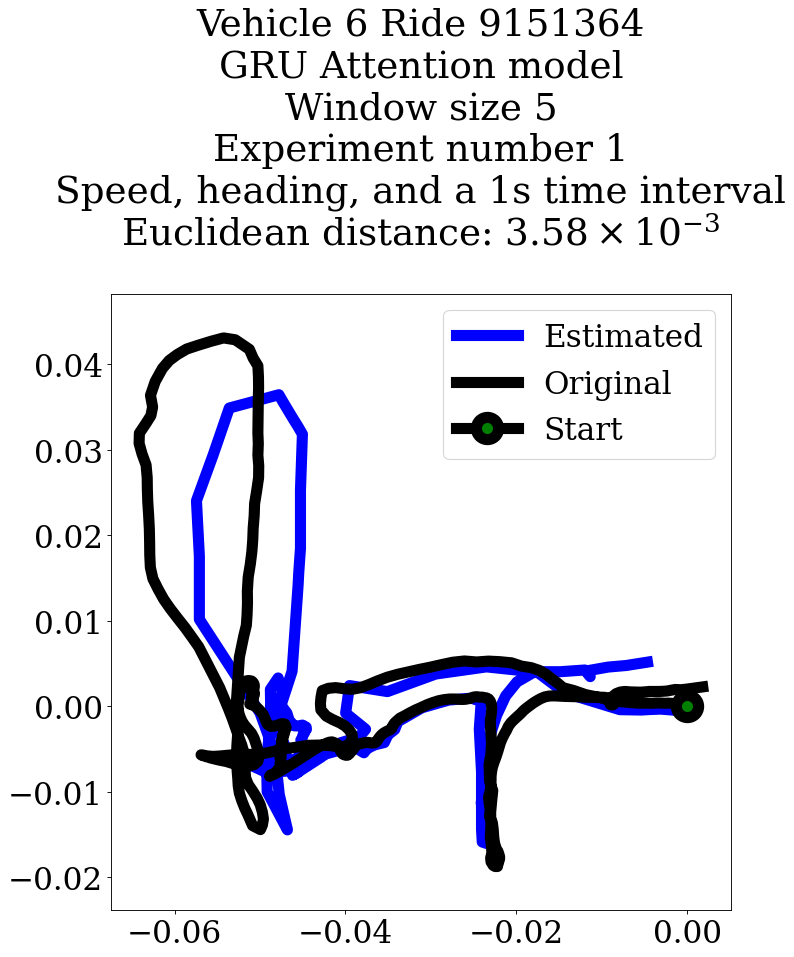 Vehicle 6 Ride 9151364
GRU Attention model
Window size 5
Experiment number 1
Speed, heading, and a 1s time interval
Euclidean distance: 3.58 × 10⁻³
Estimated
Original
Start
0.04
0.03
0.02
0.01
0.00
−0.01
−0.02
−0.06 −0.04 −0.02 0.00